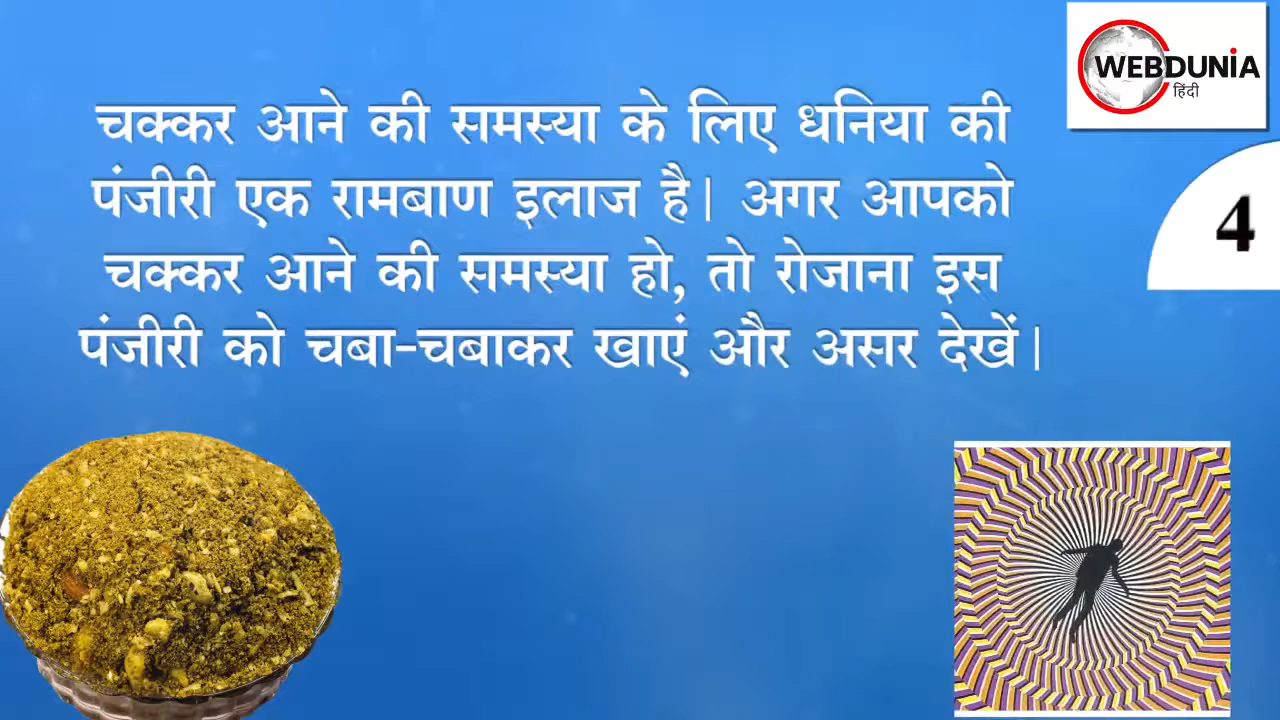 WEBDUNIA
हिंदी
4
चक्कर आने की समस्या के लिए धनिया की
पंजीरी एक रामबाण इलाज है। अगर आपको
चक्कर आने की समस्या हो, तो रोजाना इस
पंजीरी को चबा-चबाकर खाएं और असर देखें।